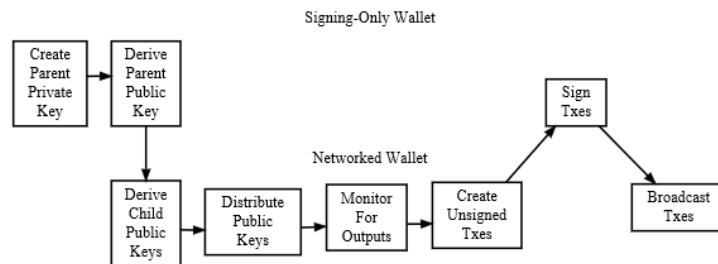 Signing-Only Wallet
Create
Parent
Private
Key
Derive
Parent
Public
Key
Sign
Txes
Networked Wallet
Derive
Child
Public
Keys
Distribute
Public
Keys
Monitor
For
Outputs
Create
Unsigned
Txes
Broadcast
Txes